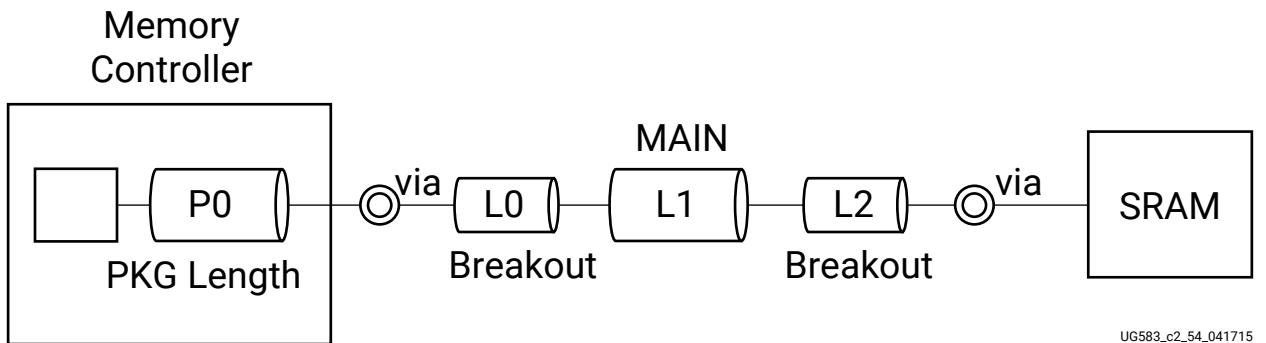 Memory
Controller
MAIN
via
via
P0
L0
L1
L2
SRAM
PKG Length
Breakout
Breakout
UG583_c2_54_041715